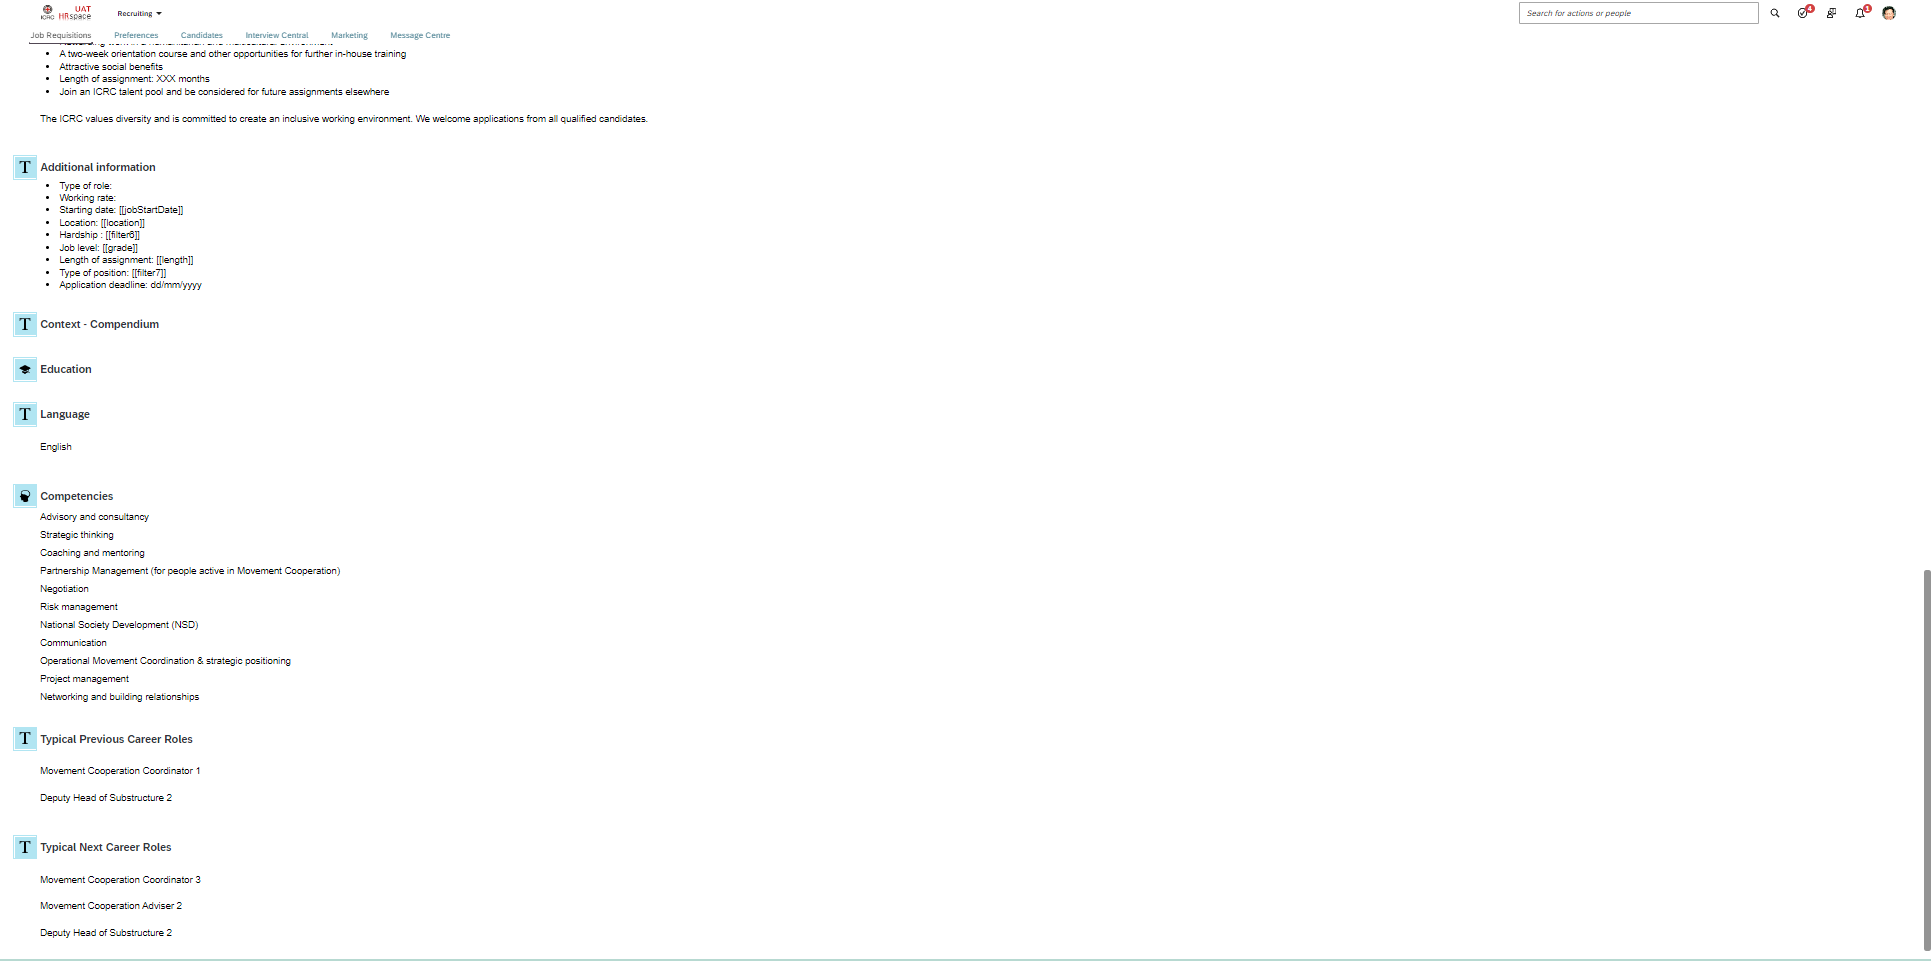 ICRC
UAT
HRspace
Recruiting
Search for actions or people
4
1
Job Requisitions
Preferences
Candidates
Interview Central
Marketing
Message Centre
• A two-week orientation course and other opportunities for further in-house training
• Attractive social benefits
• Length of assignment: XXX months
• Join an ICRC talent pool and be considered for future assignments elsewhere
The ICRC values diversity and is committed to create an inclusive working environment. We welcome applications from all qualified candidates.
T Additional information
• Type of role:
• Working rate:
• Starting date: [[jobStartDate]]
• Location: [[location]]
• Hardship : [[filter6]]
• Job level: [[grade]]
• Length of assignment: [[length]]
• Type of position: [[filter7]]
• Application deadline: dd/mm/yyyy
T Context - Compendium
Education
T Language
English
Competencies
Advisory and consultancy
Strategic thinking
Coaching and mentoring
Partnership Management (for people active in Movement Cooperation)
Negotiation
Risk management
National Society Development (NSD)
Communication
Operational Movement Coordination & strategic positioning
Project management
Networking and building relationships
T Typical Previous Career Roles
Movement Cooperation Coordinator 1
Deputy Head of Substructure 2
T Typical Next Career Roles
Movement Cooperation Coordinator 3
Movement Cooperation Adviser 2
Deputy Head of Substructure 2